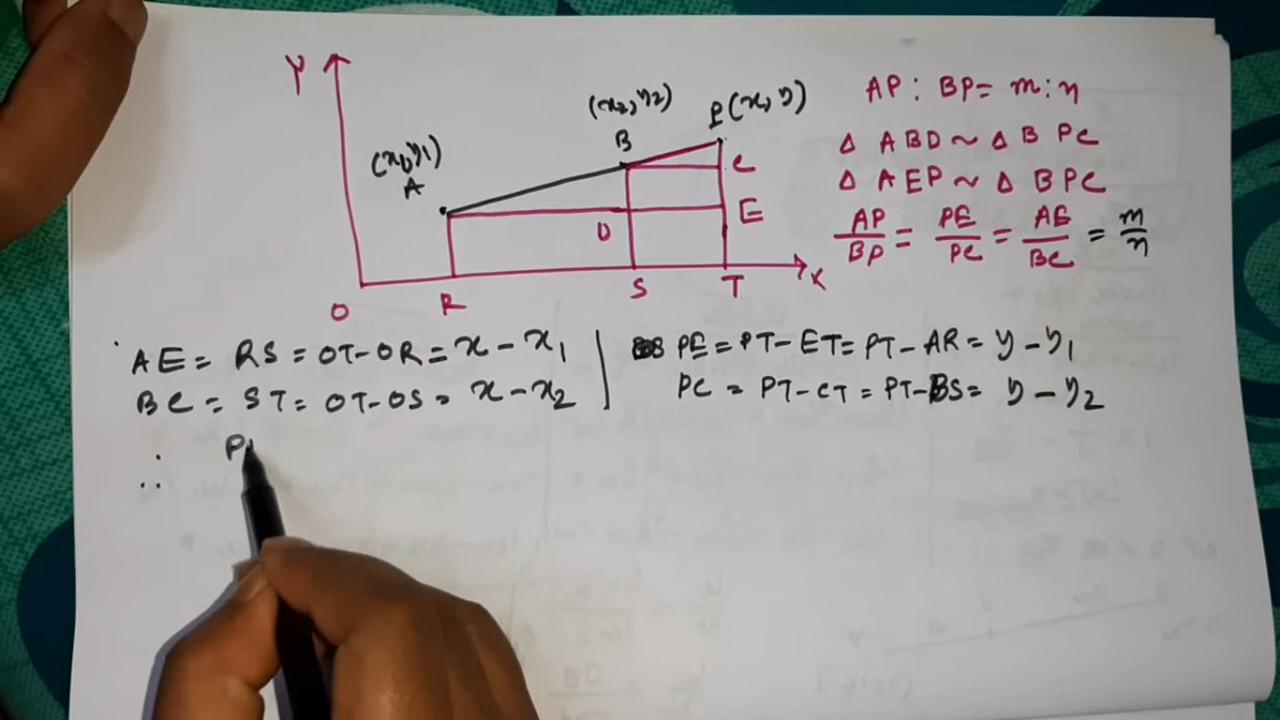 Y
(x₂, y₂)
P(x, y)
B
(x₁, y₁)
A
C
D
E
O
R
S
T
X
AP : BP = m : n
Δ ABD ~ Δ BPC
Δ AEP ~ Δ BPC
AP/BP = PE/PC = AE/BC = m/n
AE = RS = OT - OR = x - x₁
BC = ST = OT - OS = x - x₂
PE = PT - ET = PT - AR = y - y₁
PC = PT - CT = PT - BS = y - y₂
∴ P